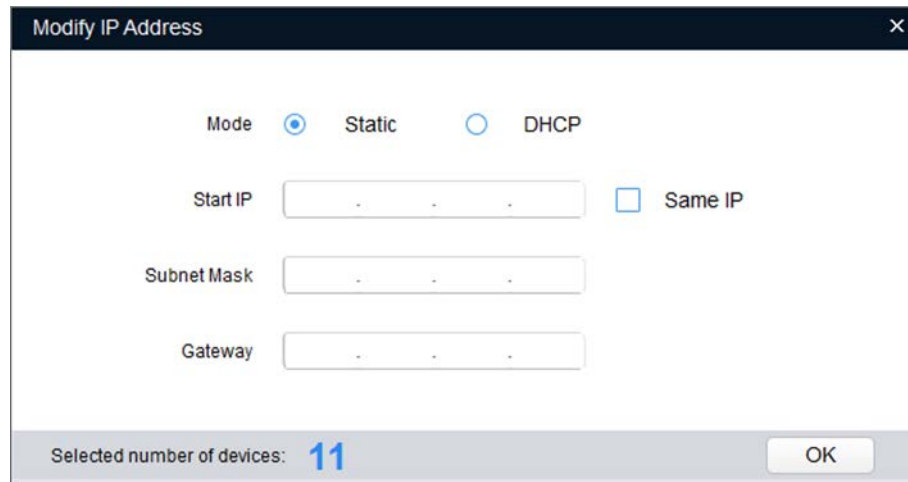 Modify IP Address ×
Mode Static DHCP
Start IP . . . Same IP
Subnet Mask . . .
Gateway . . .
Selected number of devices: 11 OK